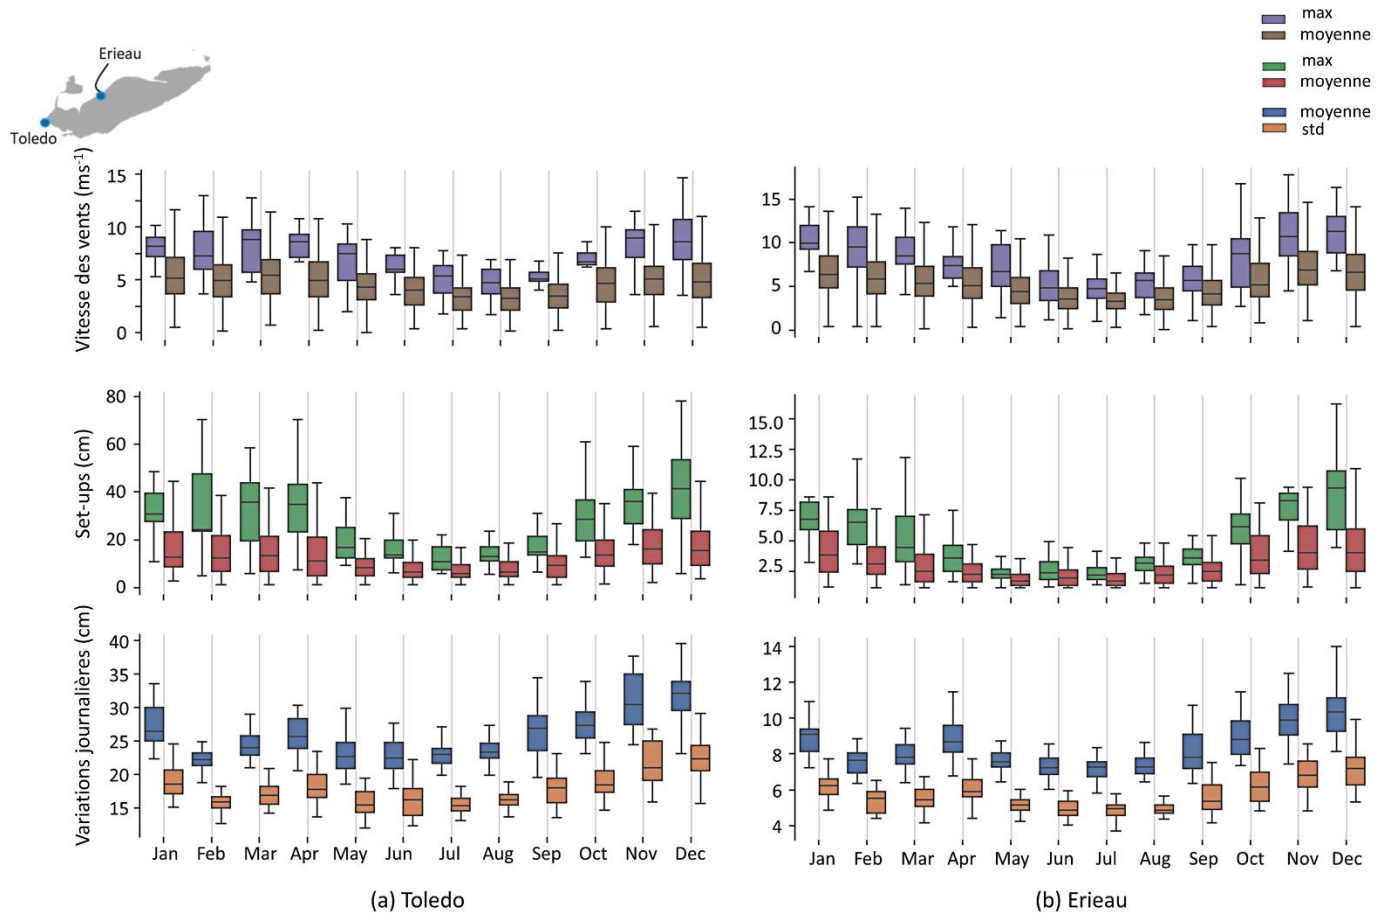 max
moyenne
max
moyenne
moyenne
std
Erieau
Toledo
Vitesse des vents (ms-1)
15
10
5
0
15
10
5
0
Set-ups (cm)
80
60
40
20
0
15.0
12.5
10.0
7.5
5.0
2.5
Variations journalières (cm)
40
35
30
25
20
15
14
12
10
8
6
4
Jan Feb Mar Apr May Jun Jul Aug Sep Oct Nov Dec
Jan Feb Mar Apr May Jun Jul Aug Sep Oct Nov Dec
(a) Toledo
(b) Erieau